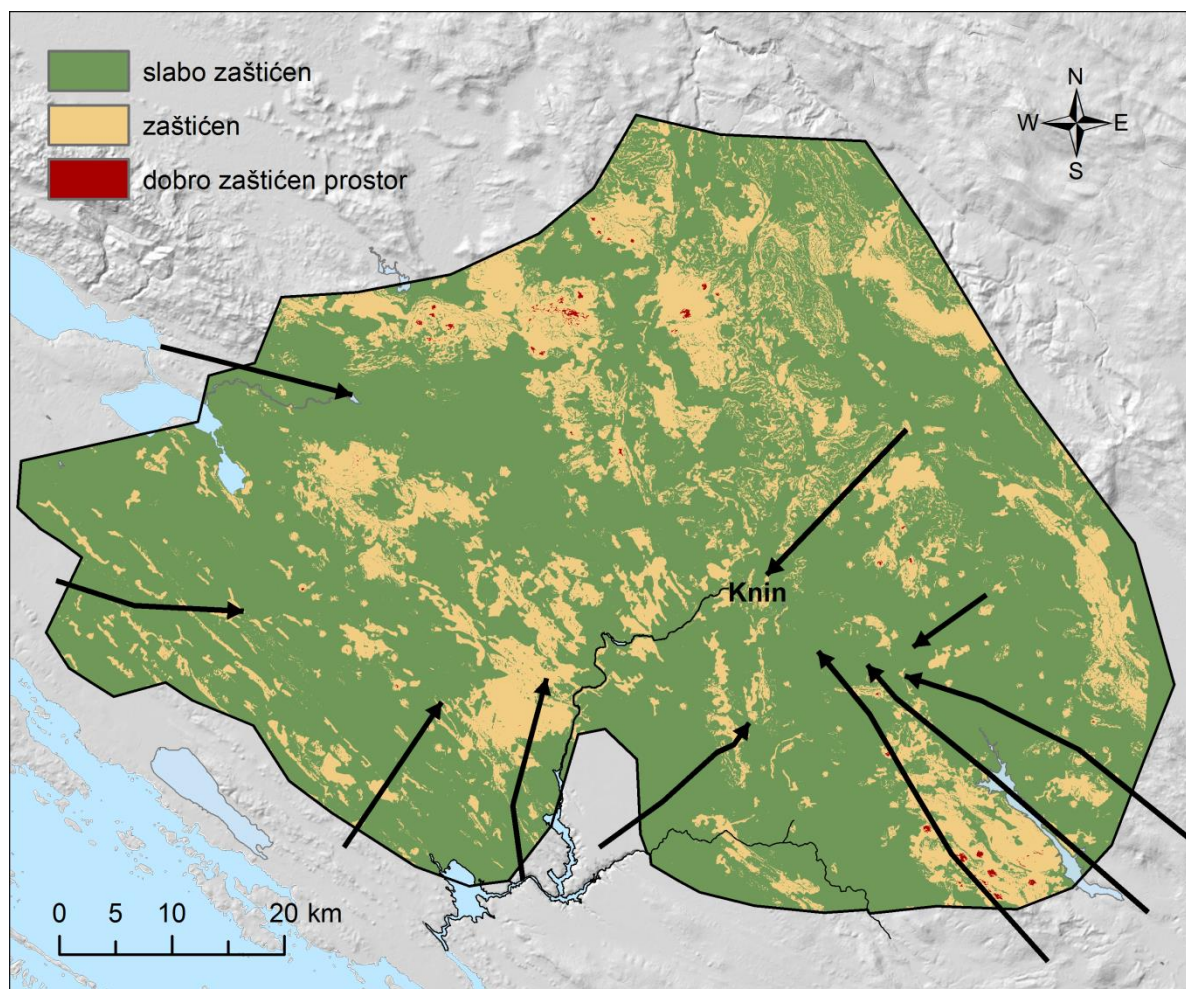 slabo zaštićen
zaštićen
dobro zaštićen prostor
N
W E
S
Knin
0 5 10 20 km